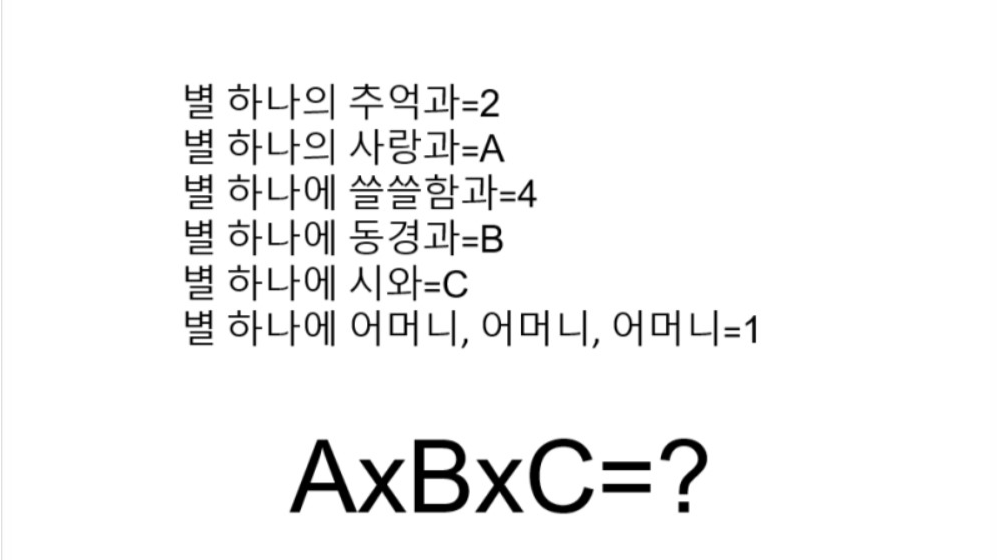 별 하나의 추억과=2
별 하나의 사랑과=A
별 하나에 쓸쓸함과=4
별 하나에 동경과=B
별 하나에 시와=C
별 하나에 어머니, 어머니, 어머니=1
AxBxC=?